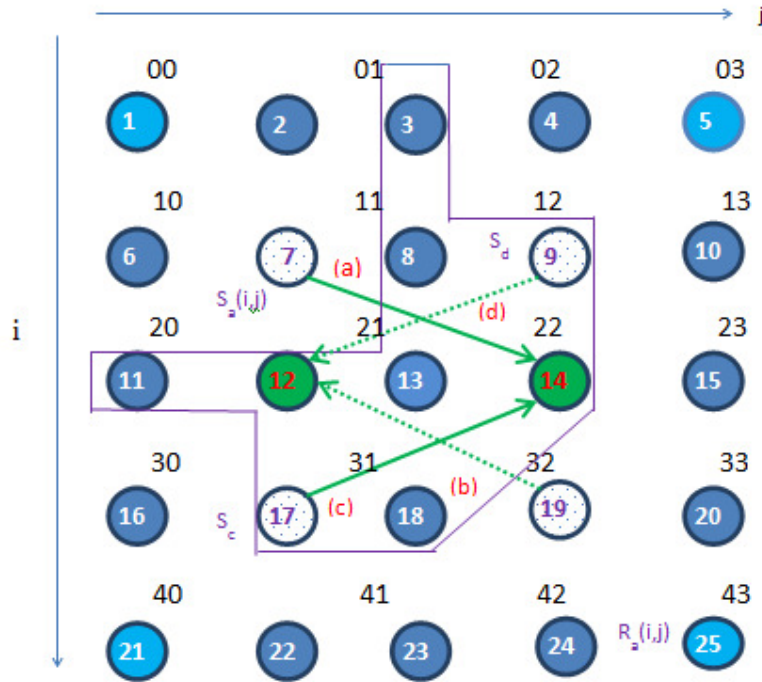 j
00 01 02 03
1 2 3 4 5
10 11 12 13
6 7 8 9 10
S_d
(a)
S_a(i,j)
(d)
i
20 21 22 23
11 12 13 14 15
30 31 32 33
(c) (b)
16 17 18 19 20
S_c
40 41 42 43
R_a(i,j)
21 22 23 24 25